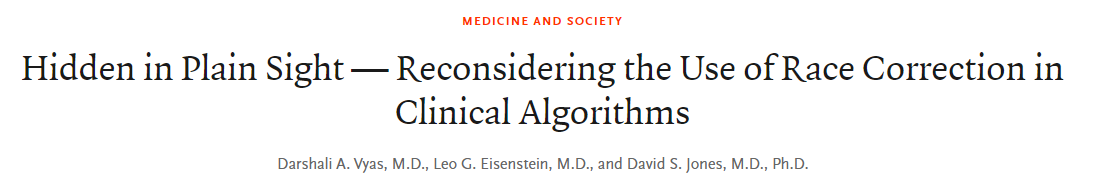 MEDICINE AND SOCIETY
Hidden in Plain Sight — Reconsidering the Use of Race Correction in
Clinical Algorithms
Darshali A. Vyas, M.D., Leo G. Eisenstein, M.D., and David S. Jones, M.D., Ph.D.